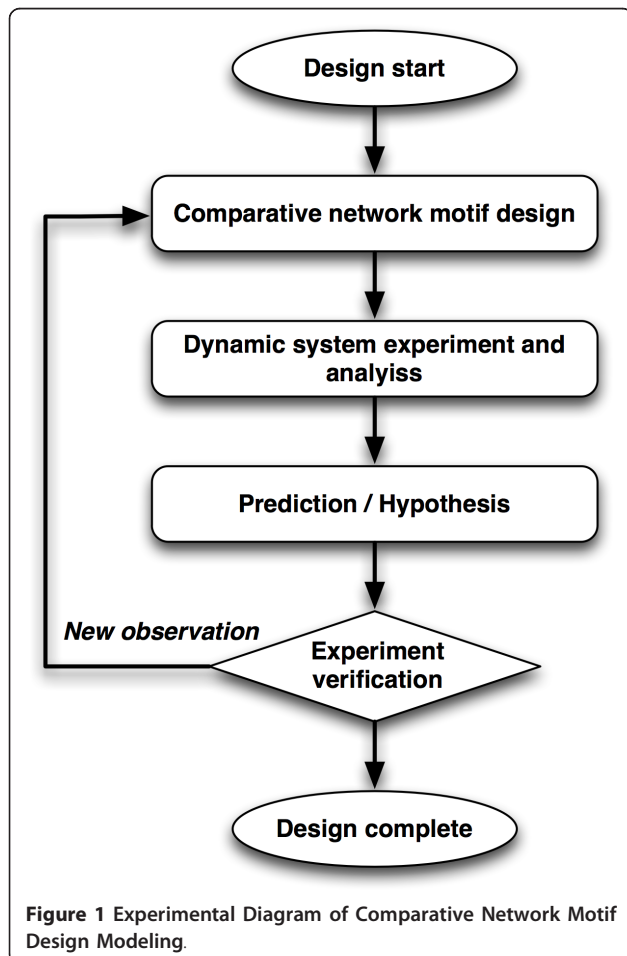 Design start
Comparative network motif design
Dynamic system experiment and
analyiss
Prediction / Hypothesis
New observation
Experiment
verification
Design complete
Figure 1 Experimental Diagram of Comparative Network Motif
Design Modeling.